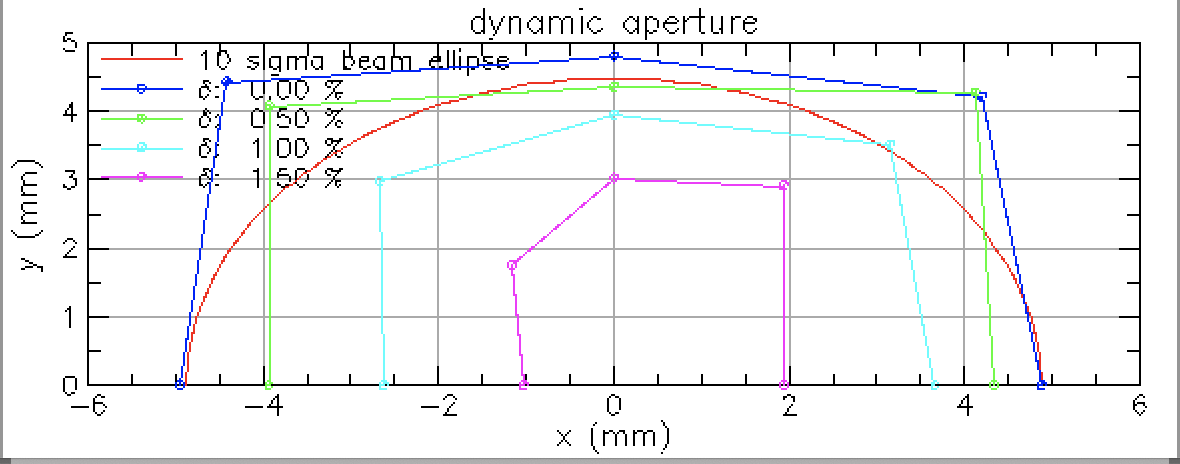 dynamic aperture
10 sigma beam ellipse
δ: 0.00 %
δ: 0.50 %
δ: 1.00 %
δ: 1.50 %
y (mm)
5
4
3
2
1
0
-6 -4 -2 0 2 4 6
x (mm)